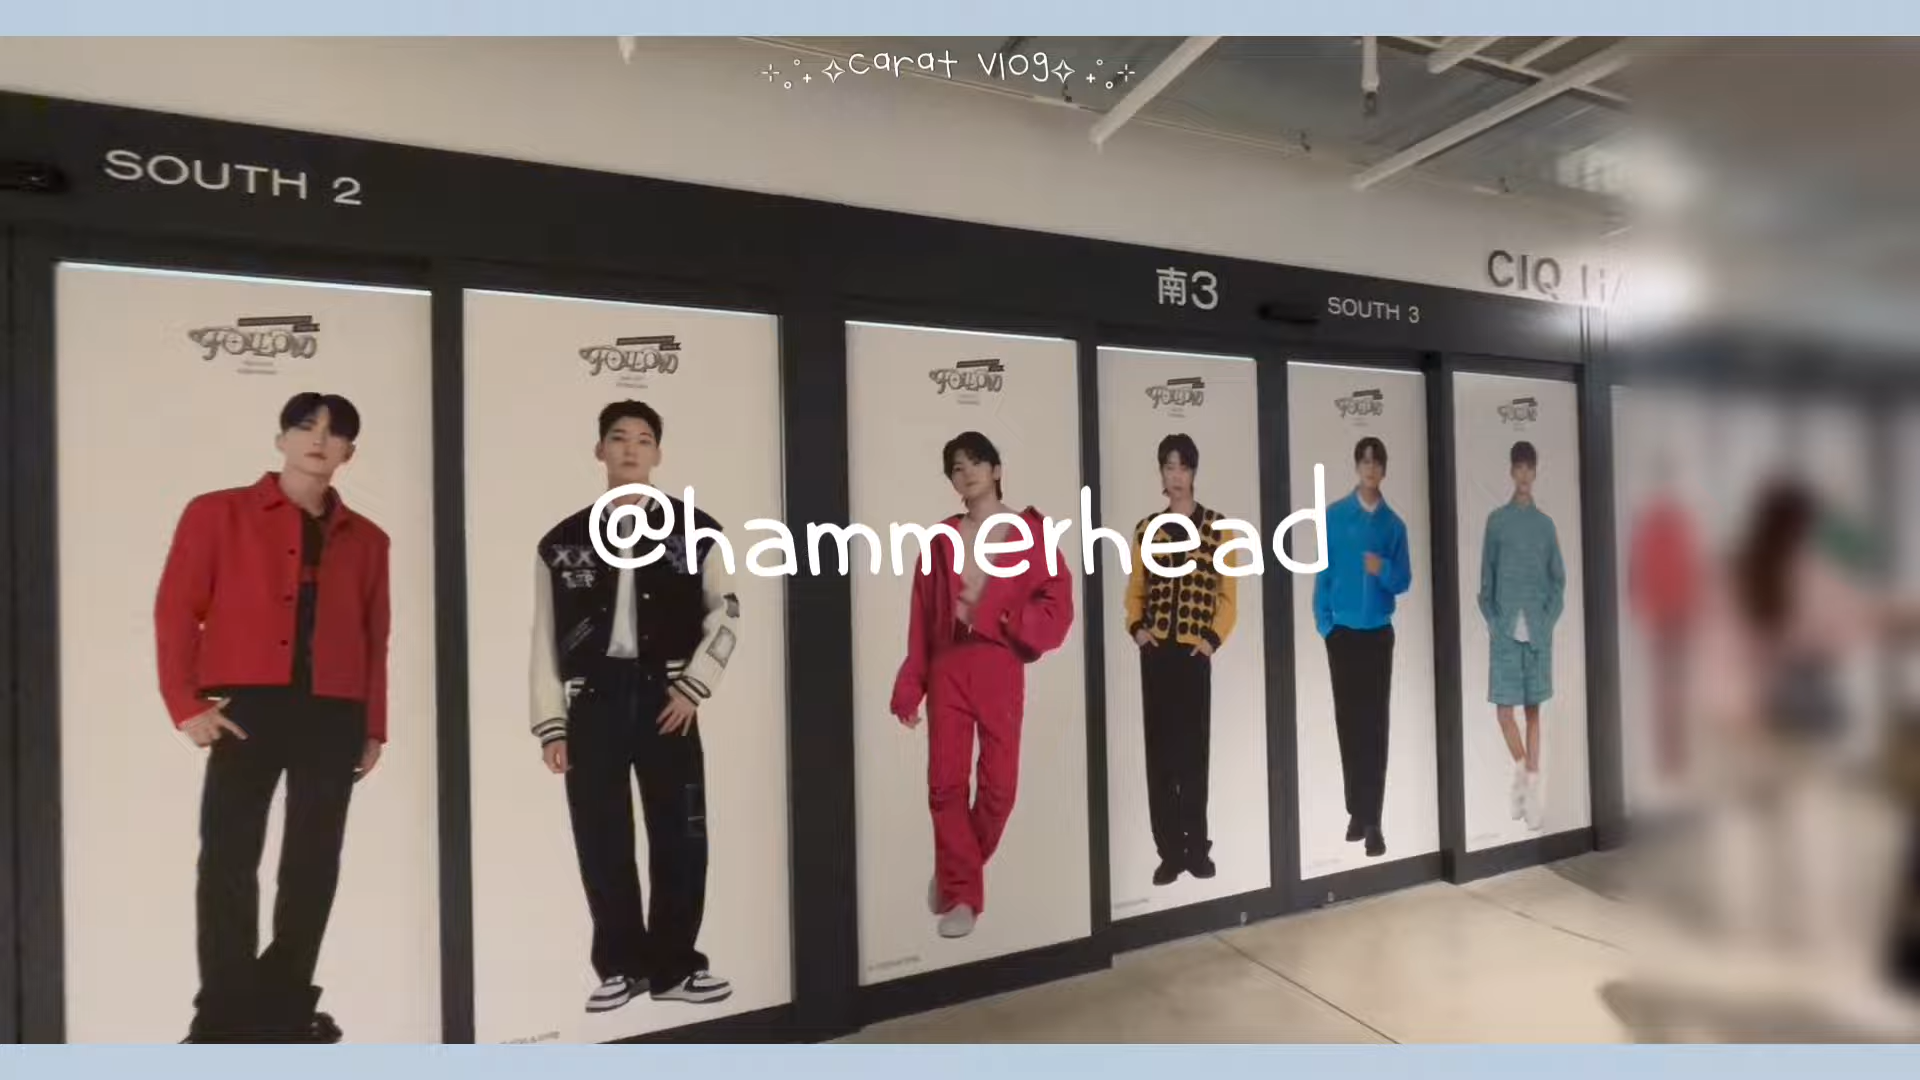 carat vlog
SOUTH 2
南3
SOUTH 3
CIQ
FOLLOW
FOLLOW
FOLLOW
FOLLOW
FOLLOW
FOLLOW
@hammerhead